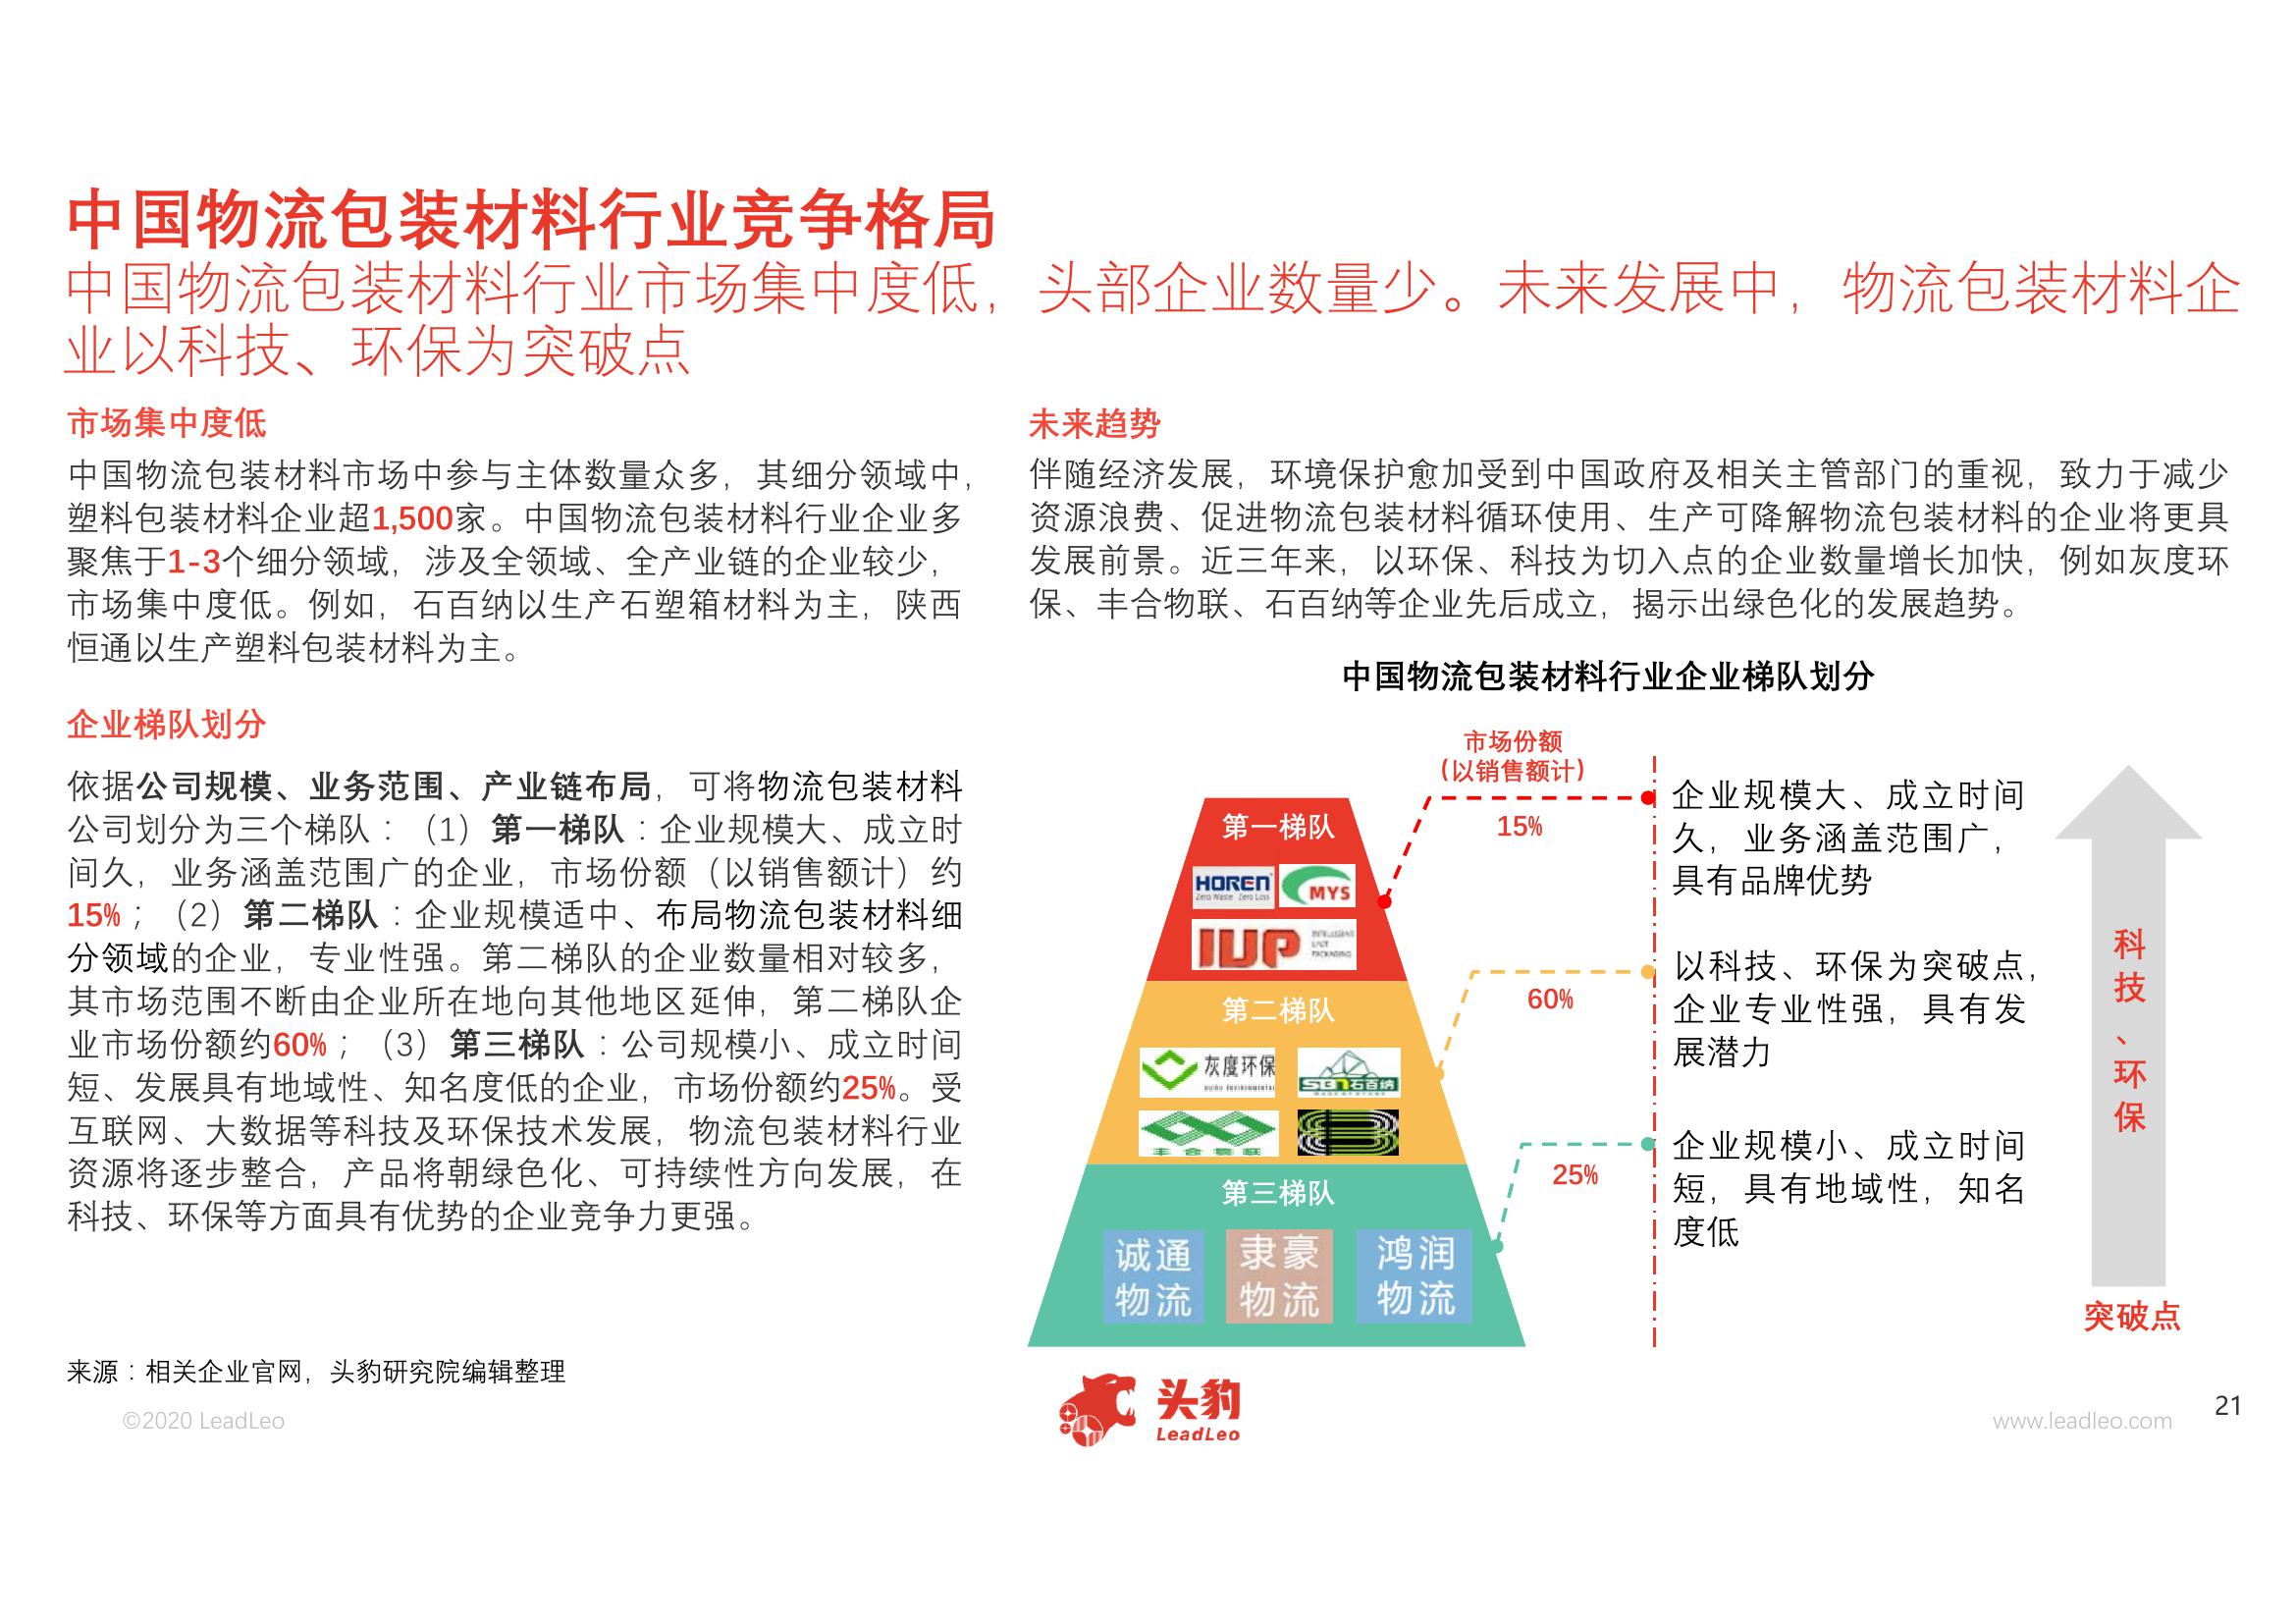 中国物流包装材料行业竞争格局
中国物流包装材料行业市场集中度低，头部企业数量少。未来发展中，物流包装材料企
业以科技、环保为突破点
市场集中度低
中国物流包装材料市场中参与主体数量众多，其细分领域中，
塑料包装材料企业超1,500家。中国物流包装材料行业企业多
聚焦于1-3个细分领域，涉及全领域、全产业链的企业较少，
市场集中度低。例如，石百纳以生产石塑箱材料为主，陕西
恒通以生产塑料包装材料为主。
企业梯队划分
依据公司规模、业务范围、产业链布局，可将物流包装材料
公司划分为三个梯队：（1）第一梯队：企业规模大、成立时
间久，业务涵盖范围广的企业，市场份额（以销售额计）约
15%；（2）第二梯队：企业规模适中、布局物流包装材料细
分领域的企业，专业性强。第二梯队的企业数量相对较多，
其市场范围不断由企业所在地向其他地区延伸，第二梯队企
业市场份额约60%；（3）第三梯队：公司规模小、成立时间
短、发展具有地域性、知名度低的企业，市场份额约25%。受
互联网、大数据等科技及环保技术发展，物流包装材料行业
资源将逐步整合，产品将朝绿色化、可持续性方向发展，在
科技、环保等方面具有优势的企业竞争力更强。
未来趋势
伴随经济发展，环境保护愈加受到中国政府及相关主管部门的重视，致力于减少
资源浪费、促进物流包装材料循环使用、生产可降解物流包装材料的企业将更具
发展前景。近三年来，以环保、科技为切入点的企业数量增长加快，例如灰度环
保、丰合物联、石百纳等企业先后成立，揭示出绿色化的发展趋势。
中国物流包装材料行业企业梯队划分
市场份额
（以销售额计）
15%
第一梯队
HOREN
Zero Waste Zero Loss
MYS
IUP
INTELLIGENT
UNIT
PACKAGING
企业规模大、成立时间
久，业务涵盖范围广，
具有品牌优势
60%
第二梯队
灰度环保
石百纳
丰合物联
以科技、环保为突破点，
企业专业性强，具有发
展潜力
25%
第三梯队
诚通
物流
隶豪
物流
鸿润
物流
企业规模小、成立时间
短，具有地域性，知名
度低
科
技
、
环
保
突破点
来源：相关企业官网，头豹研究院编辑整理
©2020 LeadLeo
头豹
LeadLeo
www.leadleo.com
21